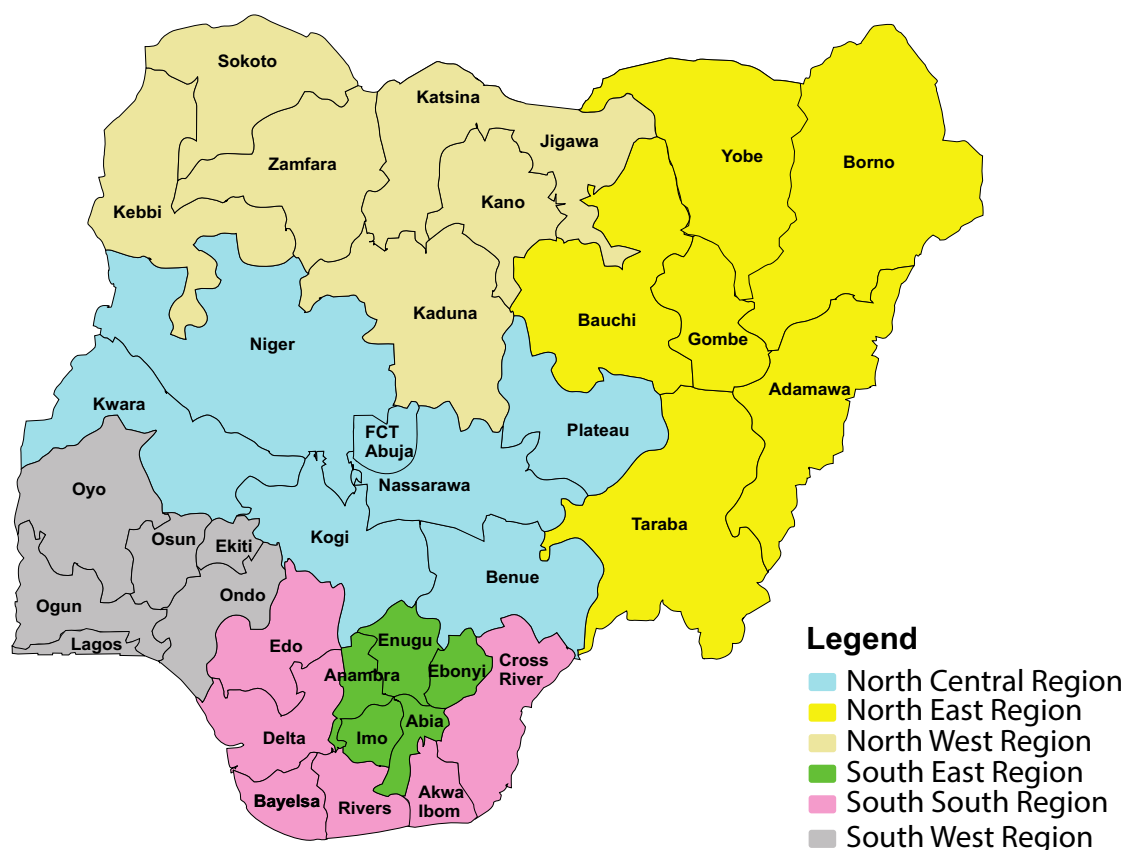 Sokoto
Katsina
Jigawa
Yobe
Borno
Zamfara
Kano
Kebbi
Kaduna
Bauchi
Niger
Gombe
Adamawa
Kwara
FCT
Abuja
Plateau
Oyo
Nassarawa
Taraba
Kogi
Osun
Ekiti
Benue
Ondo
Ogun
Lagos
Edo
Enugu
Anambra
Ebonyi
Cross
River
Abia
Delta
Imo
Bayelsa
Rivers
Akwa
Ibom
Legend
North Central Region
North East Region
North West Region
South East Region
South South Region
South West Region